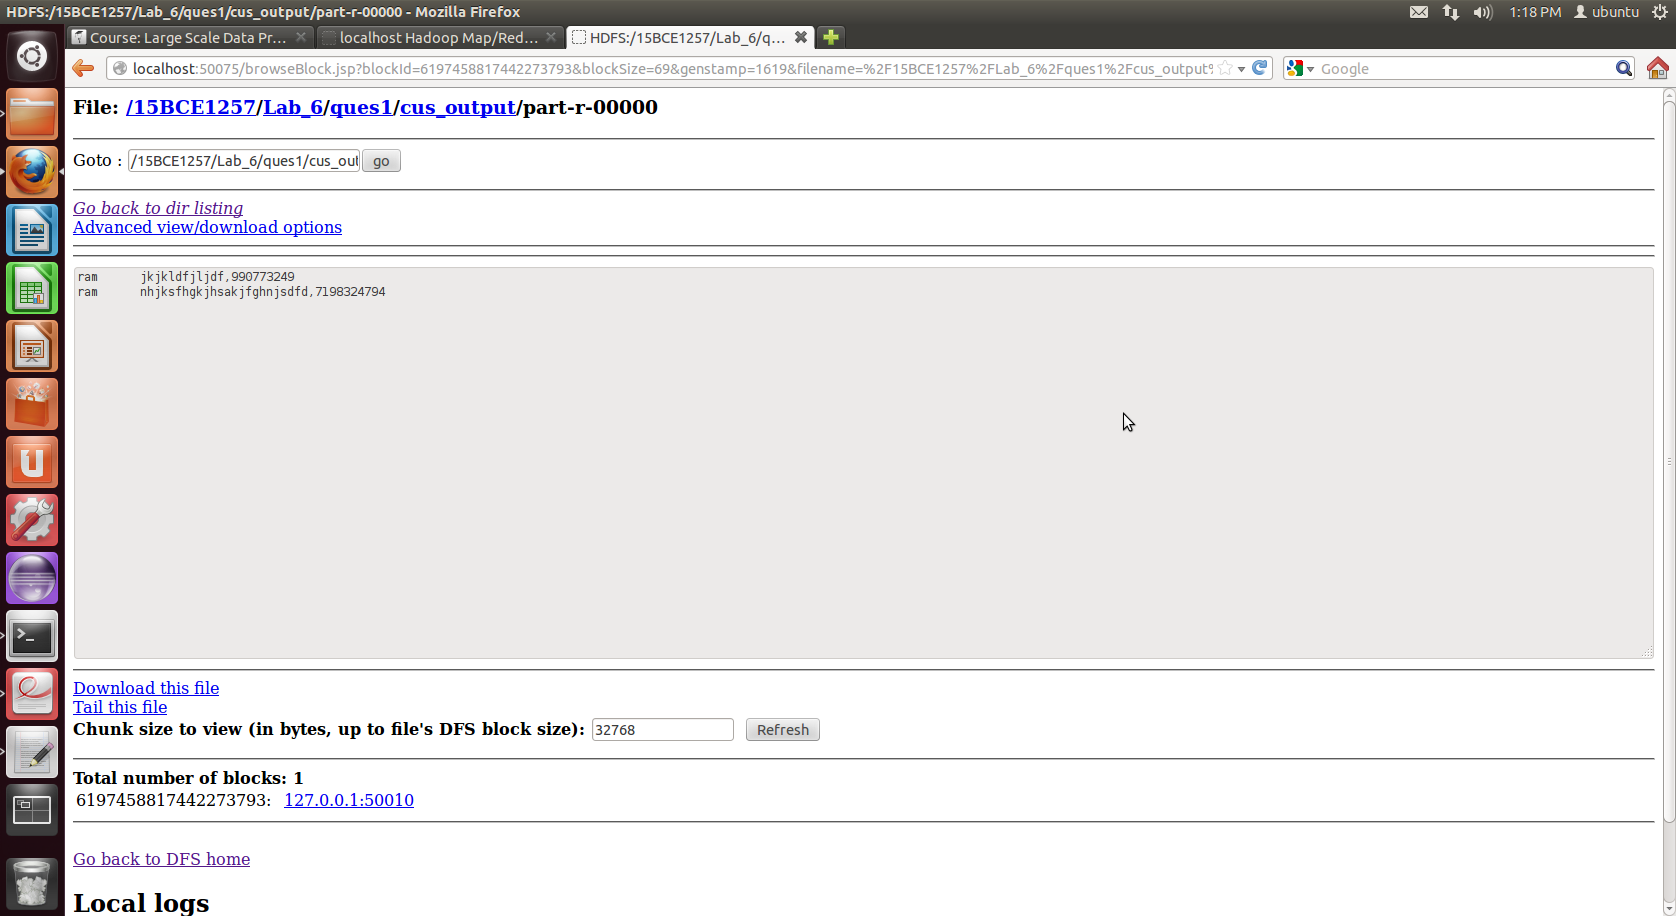 HDFS:/15BCE1257/Lab_6/ques1/cus_output/part-r-00000 - Mozilla Firefox
1:18 PM ubuntu
Course: Large Scale Data Pr... localhost Hadoop Map/Red... HDFS:/15BCE1257/Lab_6/q...
localhost:50075/browseBlock.jsp?blockId=6197458817442273793&blockSize=69&genstamp=1619&filename=%2F15BCE1257%2FLab_6%2Fques1%2Fcus_output% Google
File: /15BCE1257/Lab_6/ques1/cus_output/part-r-00000
Goto : /15BCE1257/Lab_6/ques1/cus_out go
Go back to dir listing
Advanced view/download options
ram jkjkldfjljdf,990773249
ram nhjksfhgkjhsakjfghnjsdfd,7198324794
Download this file
Tail this file
Chunk size to view (in bytes, up to file's DFS block size): 32768 Refresh
Total number of blocks: 1
6197458817442273793: 127.0.0.1:50010
Go back to DFS home
Local logs